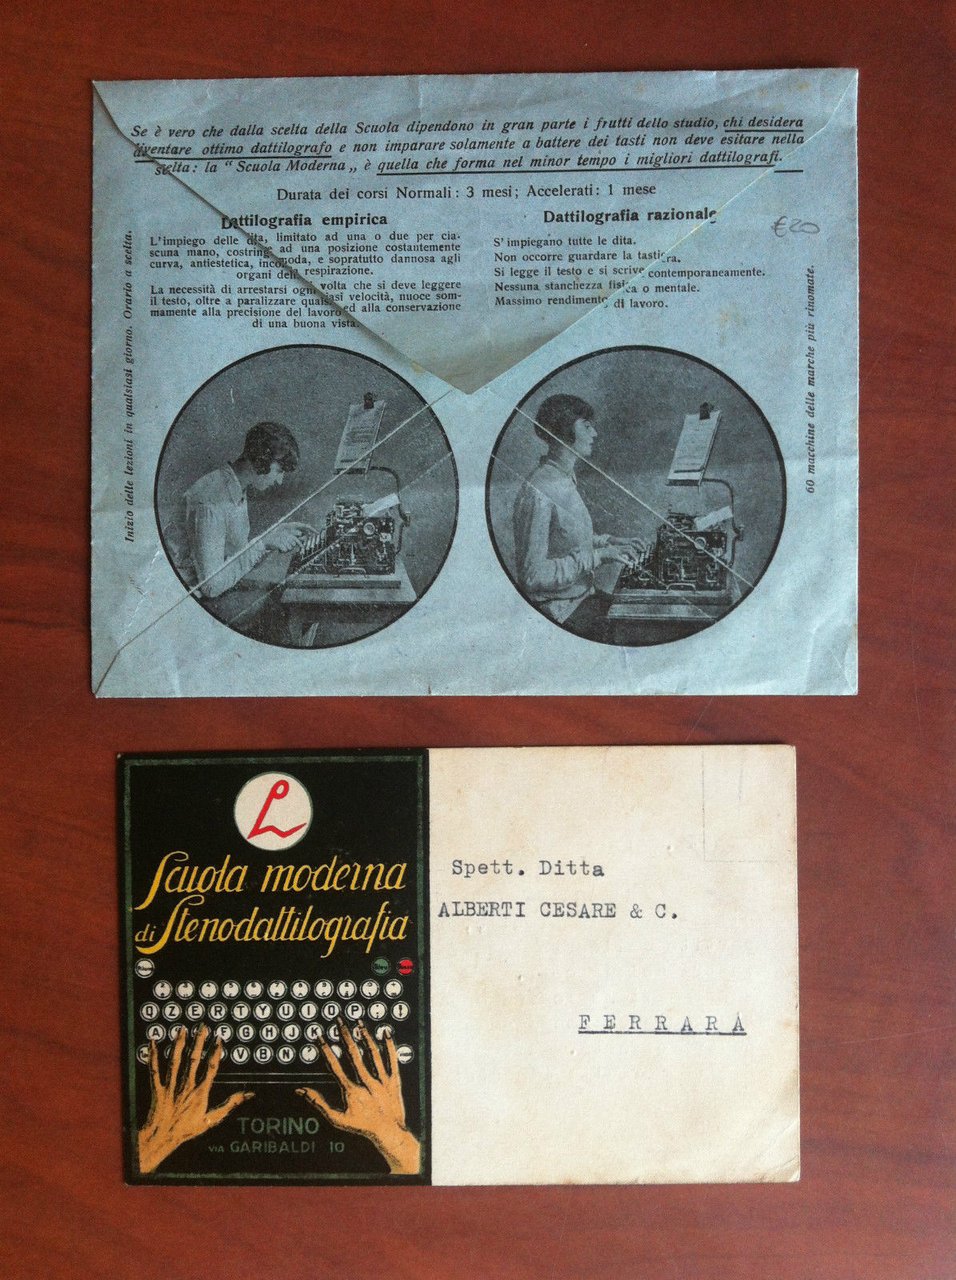 Se è vero che dalla scelta della Scuola dipendono in gran parte i frutti dello studio, chi desidera
diventare ottimo dattilografo e non imparare solamente a battere dei tasti non deve esitare nella
scelta: la " Scuola Moderna „ è quella che forma nel minor tempo i migliori dattilografi.
Durata dei corsi Normali: 3 mesi; Accelerati: 1 mese
Dattilografia empirica
L'impiego delle dita, limitato ad una o due per cia-
scuna mano, costringe ad una posizione costantemente
curva, antiestetica, incomoda, e sopratutto dannosa agli
organi della respirazione.
La necessità di arrestarsi ogni volta che si deve leggere
il testo, oltre a paralizzare qualsiasi velocità, nuoce som-
mamente alla precisione del lavoro ed alla conservazione
di una buona vista.
Dattilografia razionale
S'impiegano tutte le dita.
Non occorre guardare la tastiera.
Si legge il testo e si scrive contemporaneamente.
Nessuna stanchezza fisica o mentale.
Massimo rendimento di lavoro.
€20
Inizio delle lezioni in qualsiasi giorno. Orario a scelta.
60 macchine delle marche più rinomate.
Scuola moderna
di Stenodattilografia
Q Z E R T Y U I O P : !
A F G H J K
V B N
TORINO
VIA GARIBALDI 10
Spett. Ditta
ALBERTI CESARE & C.
FERRARA